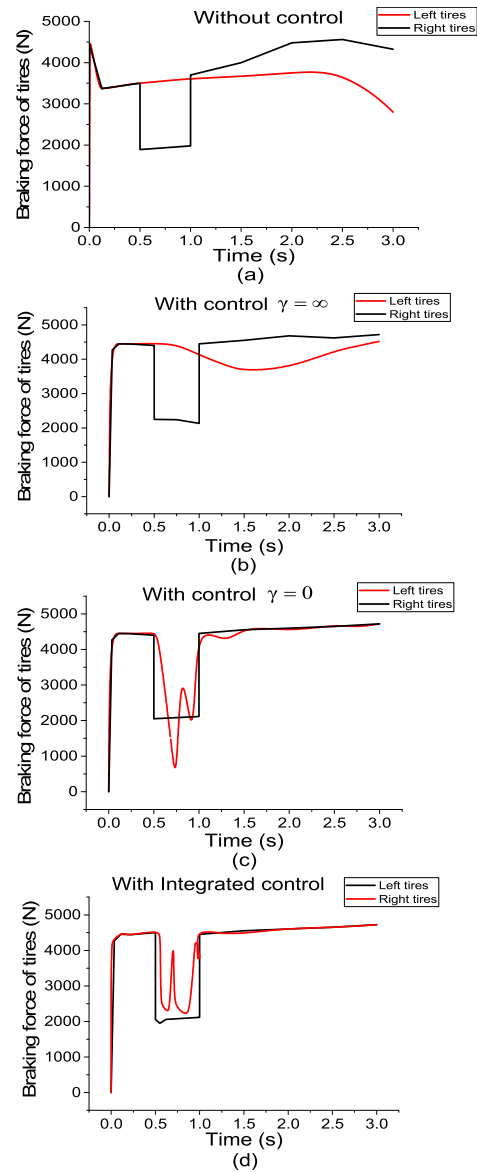 Without control
Left tires
Right tires
Braking force of tires (N)
5000
4000
3000
2000
1000
0
0.0 0.5 1.0 1.5 2.0 2.5 3.0
Time (s)
(a)
With control γ = ∞
Left tires
Right tires
Braking force of tires (N)
5000
4000
3000
2000
1000
0
0.0 0.5 1.0 1.5 2.0 2.5 3.0
Time (s)
(b)
With control γ = 0
Left tires
Right tires
Braking force of tires (N)
5000
4000
3000
2000
1000
0
0.0 0.5 1.0 1.5 2.0 2.5 3.0
Time (s)
(c)
With Integrated control
Left tires
Right tires
Braking force of tires (N)
5000
4000
3000
2000
1000
0
0.0 0.5 1.0 1.5 2.0 2.5 3.0
Time (s)
(d)